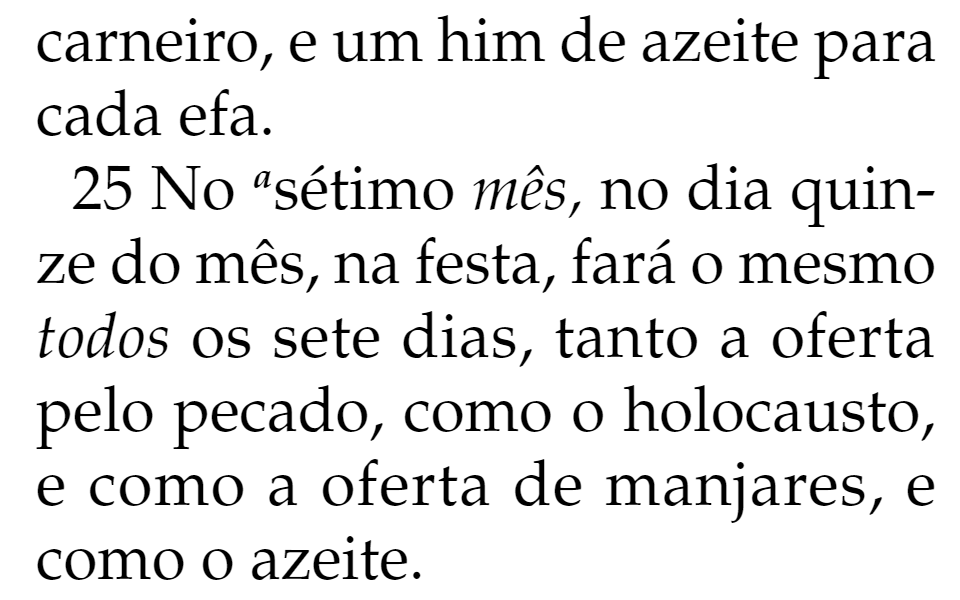 carneiro, e um him de azeite para
cada efa.
25 No ᵃsétimo mês, no dia quin-
ze do mês, na festa, fará o mesmo
todos os sete dias, tanto a oferta
pelo pecado, como o holocausto,
e como a oferta de manjares, e
como o azeite.